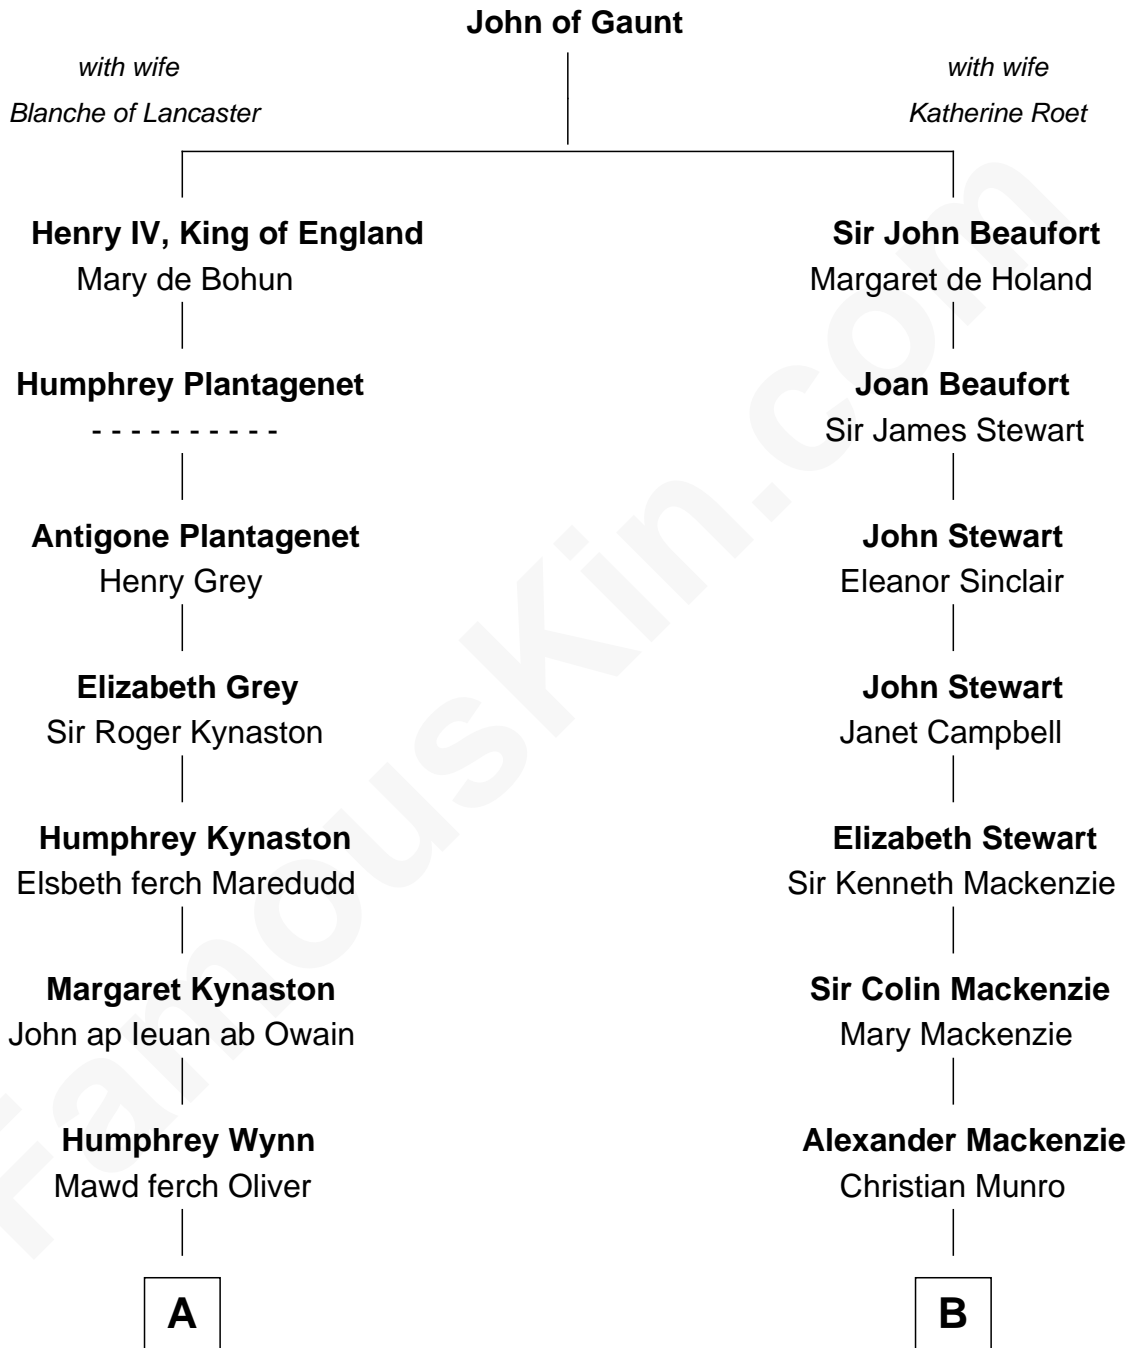 John of Gaunt
with wife
Blanche of Lancaster
with wife
Katherine Roet
Henry IV, King of England
Mary de Bohun
Humphrey Plantagenet
- - - - - - - - - -
Antigone Plantagenet
Henry Grey
Elizabeth Grey
Sir Roger Kynaston
Humphrey Kynaston
Elsbeth ferch Maredudd
Margaret Kynaston
John ap Ieuan ab Owain
Humphrey Wynn
Mawd ferch Oliver
A
Sir John Beaufort
Margaret de Holand
Joan Beaufort
Sir James Stewart
John Stewart
Eleanor Sinclair
John Stewart
Janet Campbell
Elizabeth Stewart
Sir Kenneth Mackenzie
Sir Colin Mackenzie
Mary Mackenzie
Alexander Mackenzie
Christian Munro
B
FamousKin.com